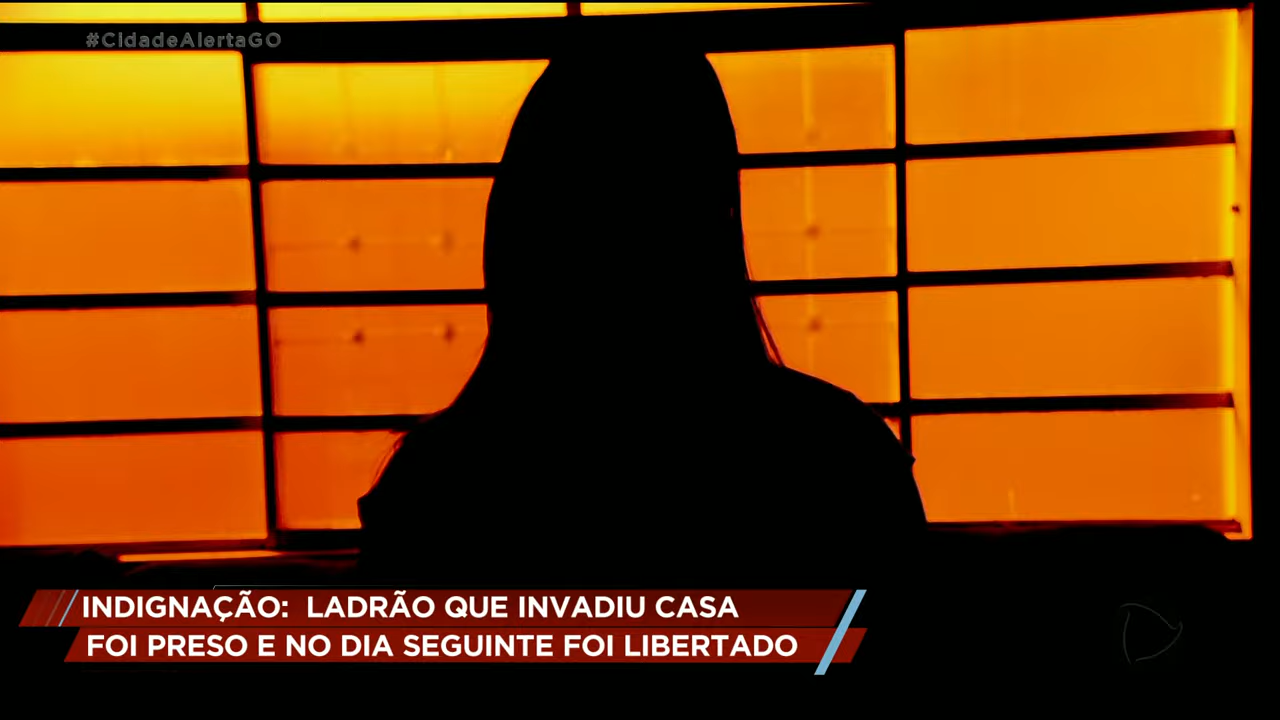 #CidadeAlertaGO
INDIGNAÇÃO: LADRÃO QUE INVADIU CASA
FOI PRESO E NO DIA SEGUINTE FOI LIBERTADO